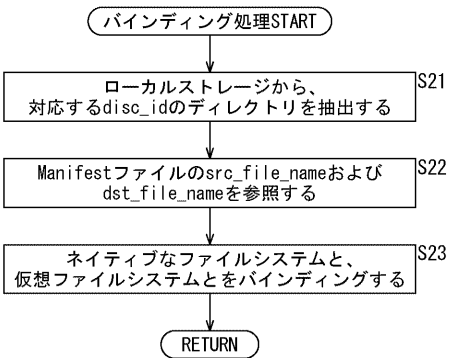 バインディング処理START
ローカルストレージから、
対応するdisc_idのディレクトリを抽出する
S21
Manifestファイルのsrc_file_nameおよび
dst_file_nameを参照する
S22
ネイティブなファイルシステムと、
仮想ファイルシステムとをバインディングする
S23
RETURN